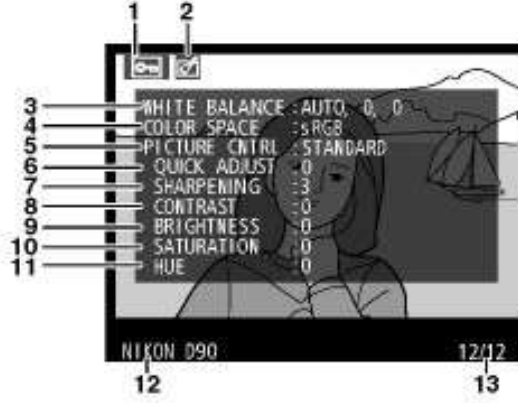 1 2
3 WHITE BALANCE :AUTO, 0, 0
4 COLOR SPACE :sRGB
5 PICTURE CNTRL :STANDARD
6 QUICK ADJUST :0
7 SHARPENING :3
8 CONTRAST :0
9 BRIGHTNESS :0
10 SATURATION :0
11 HUE :0
NIKON D90 12/12
12 13